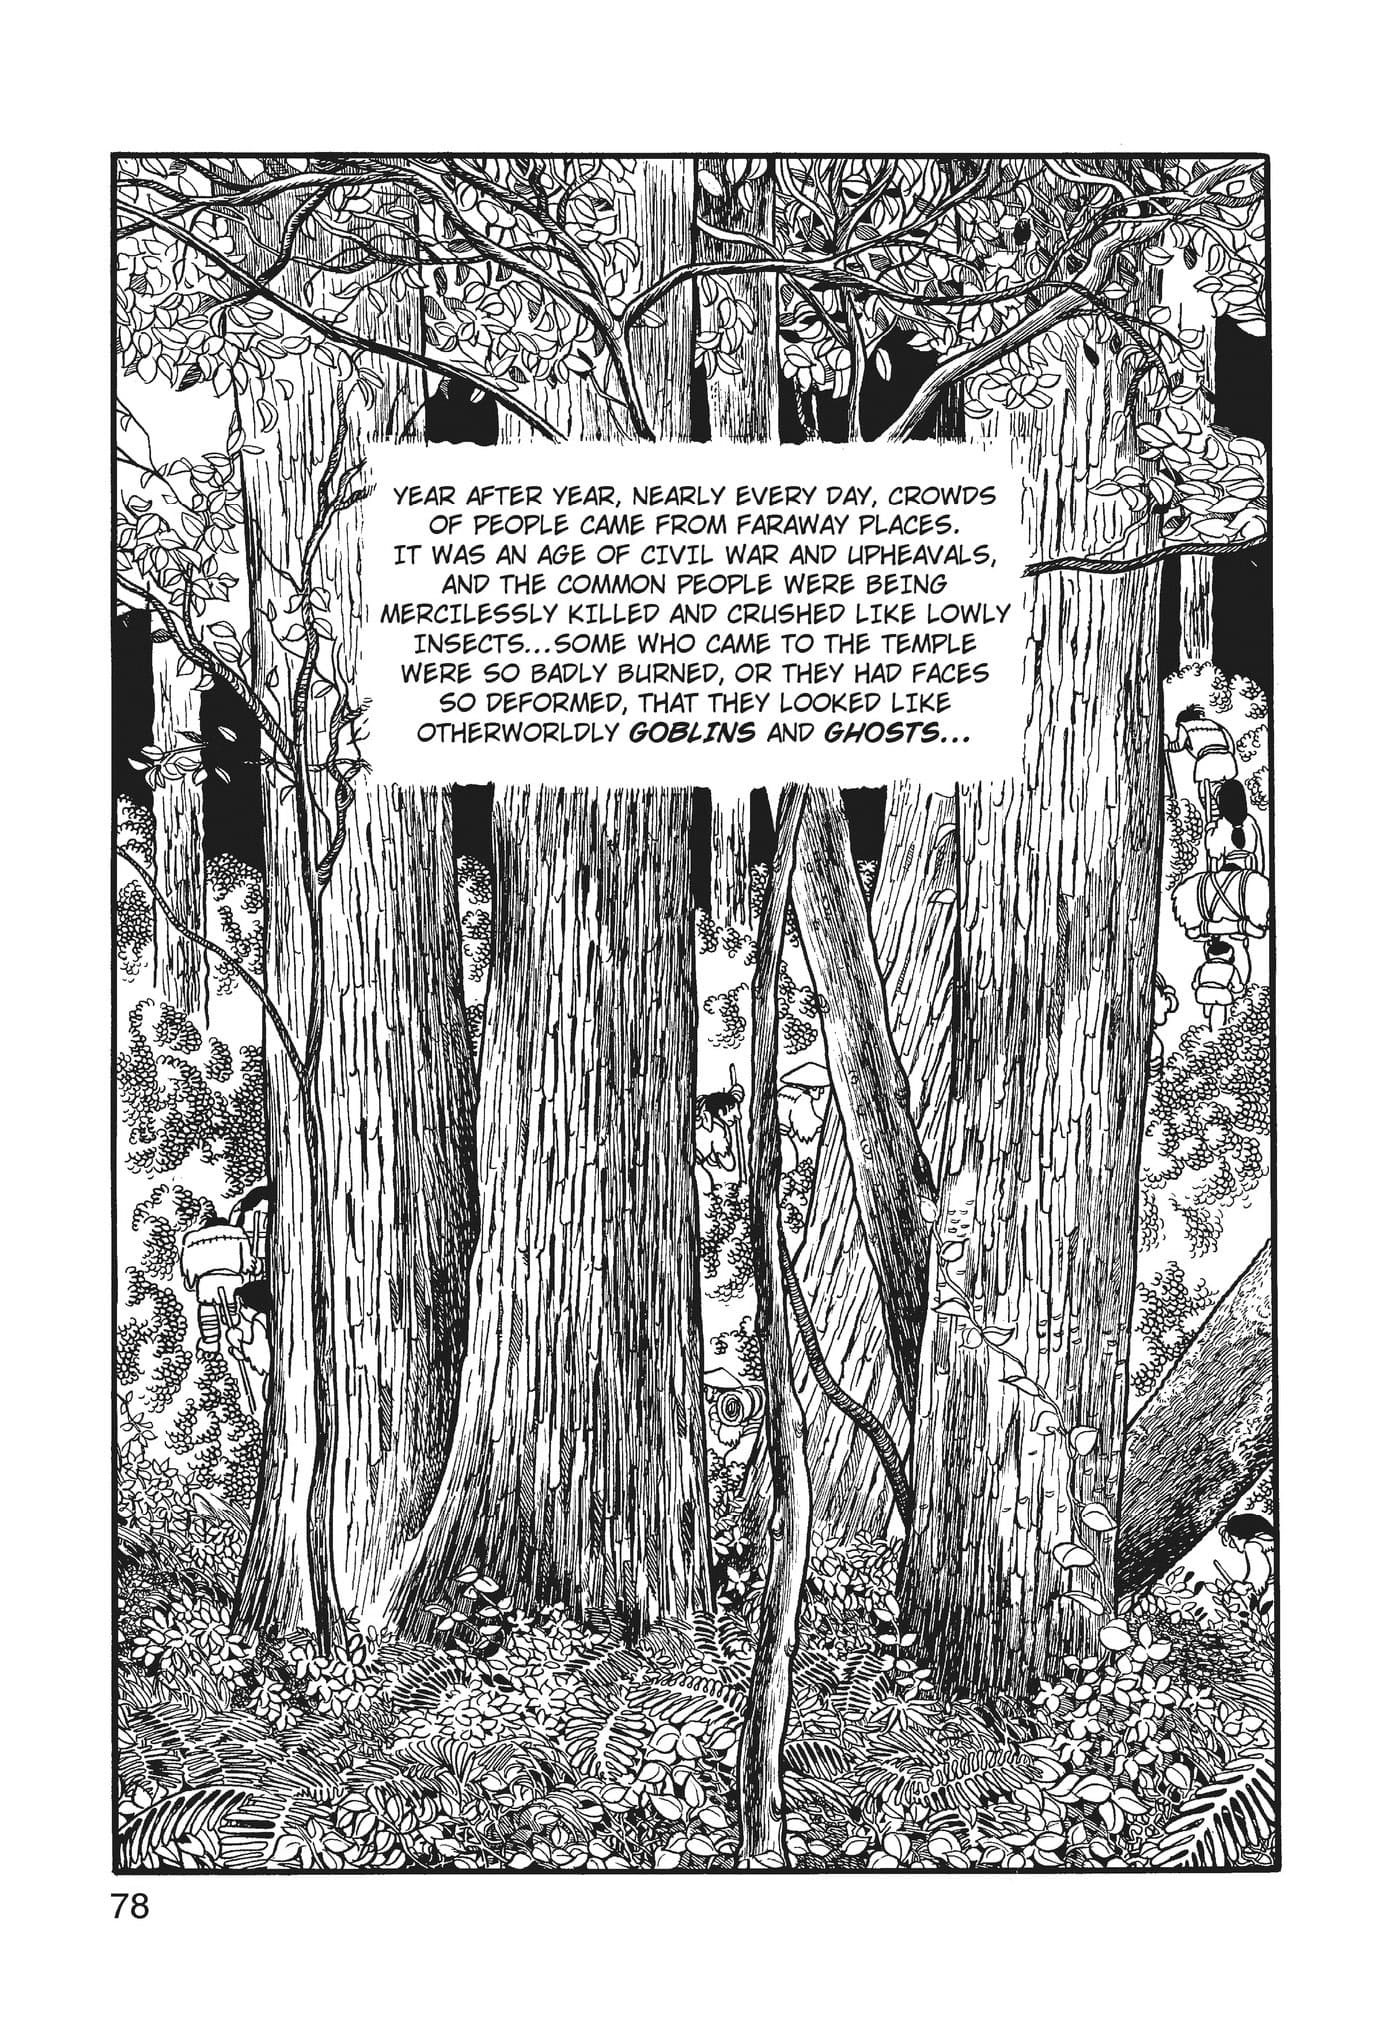 YEAR AFTER YEAR, NEARLY EVERY DAY, CROWDS
OF PEOPLE CAME FROM FARAWAY PLACES.
IT WAS AN AGE OF CIVIL WAR AND UPHEAVALS,
AND THE COMMON PEOPLE WERE BEING
MERCILESSLY KILLED AND CRUSHED LIKE LOWLY
INSECTS...SOME WHO CAME TO THE TEMPLE
WERE SO BADLY BURNED, OR THEY HAD FACES
SO DEFORMED, THAT THEY LOOKED LIKE
OTHERWORLDLY GOBLINS AND GHOSTS...
78